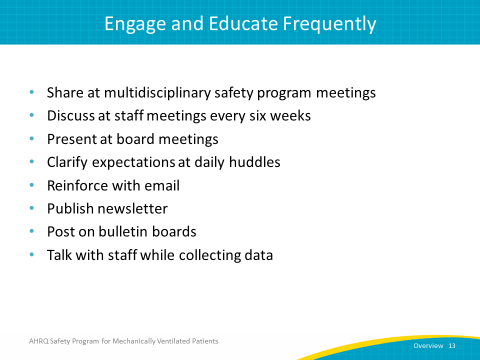 Engage and Educate Frequently
• Share at multidisciplinary safety program meetings
• Discuss at staff meetings every six weeks
• Present at board meetings
• Clarify expectations at daily huddles
• Reinforce with email
• Publish newsletter
• Post on bulletin boards
• Talk with staff while collecting data
AHRQ Safety Program for Mechanically Ventilated Patients
Overview 13